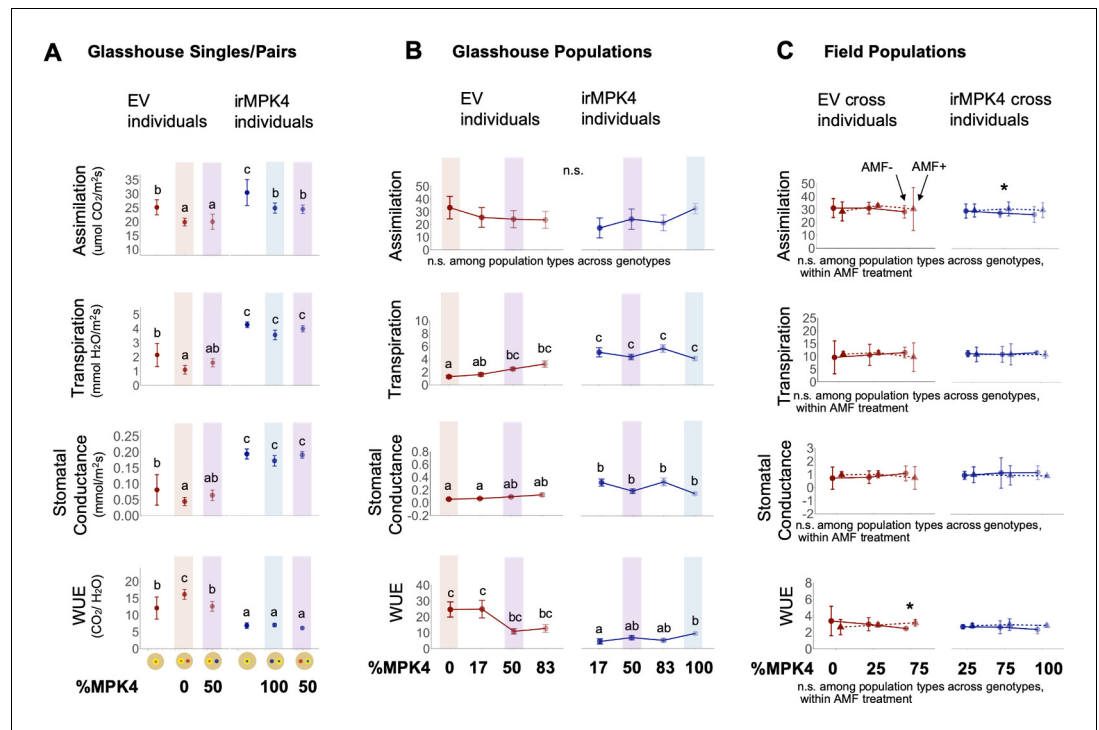 A Glasshouse Singles/Pairs
EV individuals
irMPK4 individuals
Assimilation
(umol CO2/m2s)
35
30
25
20
15
10
b a a c b b
Transpiration
(mmol H2O/m2s)
5
4
3
2
1
0
b a ab c c c
Stomatal
Conductance
(mmol/m2s)
0.25
0.20
0.15
0.10
0.05
0.00
b a ab c c c
WUE
(CO2/ H2O)
20
15
10
5
0
b c b a a a
%MPK4 0 50 100 50
B Glasshouse Populations
EV
individuals
irMPK4
individuals
n.s.
Assimilation
50
40
30
20
10
0
n.s. among population types across genotypes
Transpiration
10
8
6
4
2
0
a ab bc bc c c c c
Stomatal
Conductance
0.8
0.6
0.4
0.2
0.0
-0.2
a a ab ab b b b b
WUE
40
30
20
10
0
c c bc bc a ab ab b
%MPK4 0 17 50 83 17 50 83 100
C Field Populations
EV cross
individuals
irMPK4 cross
individuals
AMF- AMF+
*
Assimilation
50
40
30
20
10
0
n.s. among population types across genotypes,
within AMF treatment
Transpiration
25
20
15
10
5
0
n.s. among population types across genotypes,
within AMF treatment
Stomatal
Conductance
3
2
1
0
-1
-2
n.s. among population types across genotypes,
within AMF treatment
WUE
8
6
4
2
0
*
%MPK4 0 25 75 25 75 100
n.s. among population types across genotypes,
within AMF treatment